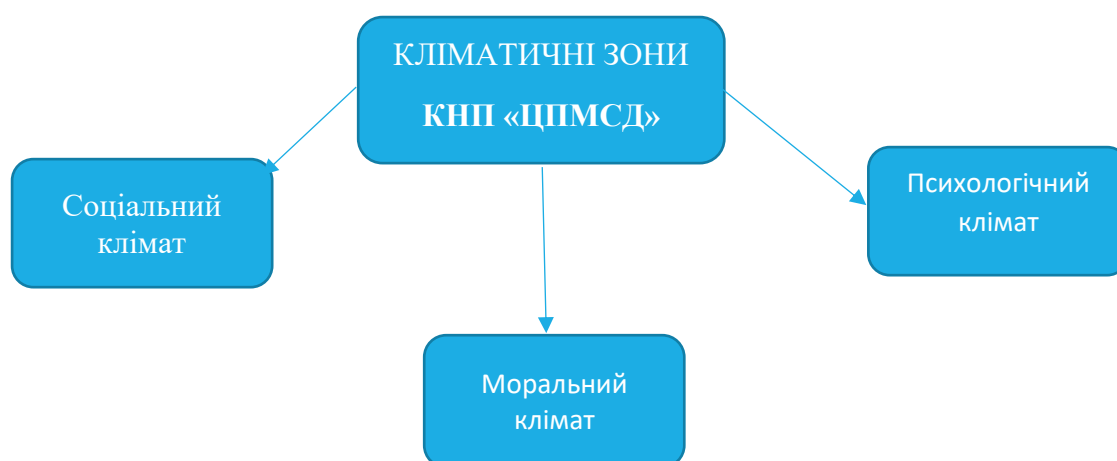 КЛІМАТИЧНІ ЗОНИ
КНП «ЦПМСД»
Соціальний
клімат
Психологічний
клімат
Моральний
клімат